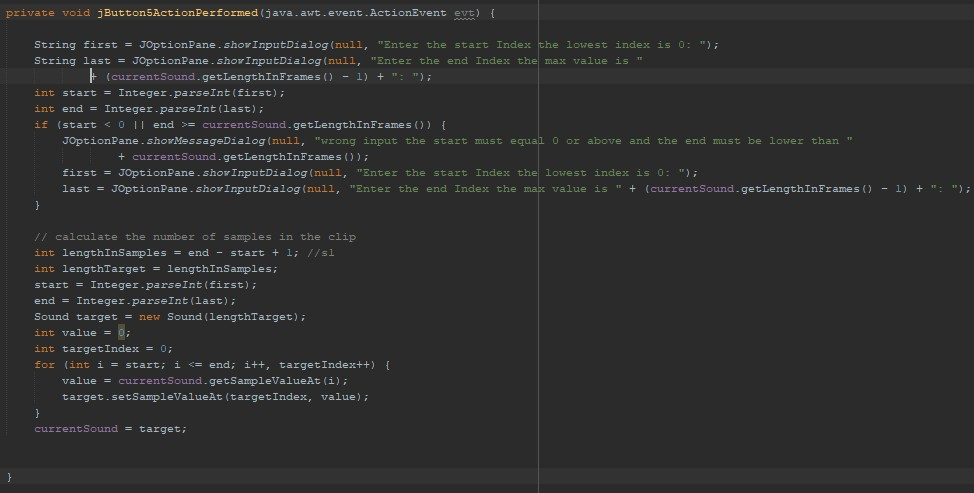 private void jButton5ActionPerformed(java.awt.event.ActionEvent evt) {
String first = JOptionPane.showInputDialog(null, "Enter the start Index the lowest index is 0: ");
String last = JOptionPane.showInputDialog(null, "Enter the end Index the max value is "
+ (currentSound.getLengthInFrames() - 1) + ": ");
int start = Integer.parseInt(first);
int end = Integer.parseInt(last);
if (start < 0 || end >= currentSound.getLengthInFrames()) {
JOptionPane.showMessageDialog(null, "wrong input the start must equal 0 or above and the end must be lower than "
+ currentSound.getLengthInFrames());
first = JOptionPane.showInputDialog(null, "Enter the start Index the lowest index is 0: ");
last = JOptionPane.showInputDialog(null, "Enter the end Index the max value is " + (currentSound.getLengthInFrames() - 1) + ": ");
}
// calculate the number of samples in the clip
int lengthInSamples = end - start + 1; //s1
int lengthTarget = lengthInSamples;
start = Integer.parseInt(first);
end = Integer.parseInt(last);
Sound target = new Sound(lengthTarget);
int value = 0;
int targetIndex = 0;
for (int i = start; i <= end; i++, targetIndex++) {
value = currentSound.getSampleValueAt(i);
target.setSampleValueAt(targetIndex, value);
}
currentSound = target;
}